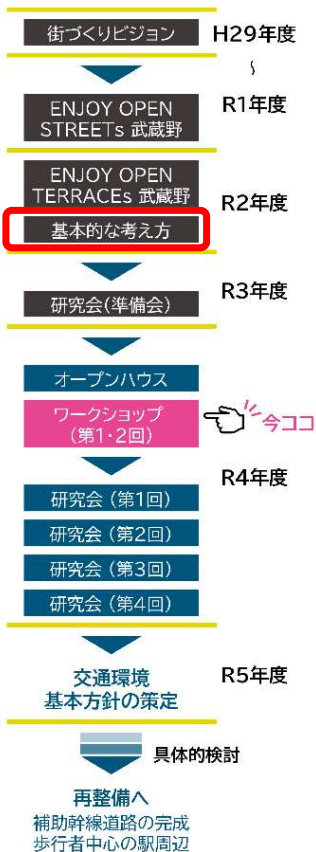 街づくりビジョン
H29年度
〜
ENJOY OPEN
STREETs 武蔵野
R1年度
ENJOY OPEN
TERRACEs 武蔵野
R2年度
基本的な考え方
研究会(準備会)
R3年度
オープンハウス
ワークショップ
(第1・2回)
今ココ
R4年度
研究会(第1回)
研究会(第2回)
研究会(第3回)
研究会(第4回)
交通環境
基本方針の策定
R5年度
具体的検討
再整備へ
補助幹線道路の完成
歩行者中心の駅周辺